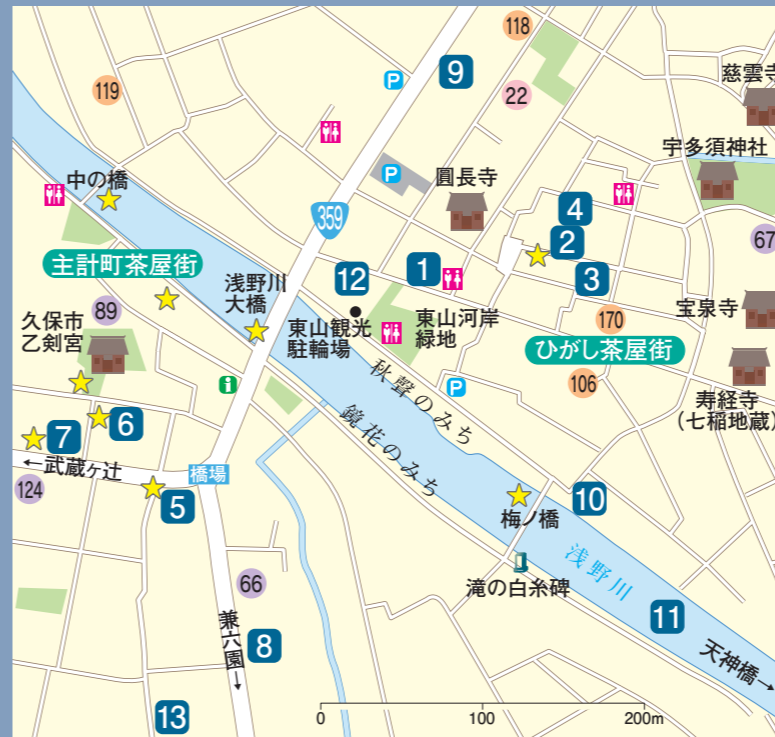 118
9
慈雲寺
119
22
宇多須神社
P
P
圓長寺
中の橋
359
4
2
67
主計町茶屋街
浅野川
大橋
12
1
3
89
東山観光
駐輪場
東山河岸
緑地
170
宝泉寺
久保市
乙剣宮
ひがし茶屋街
秋聲のみち
P
106
寿経寺
（七稲地蔵）
i
鏡花のみち
7
6
←武蔵ヶ辻
橋場
124
5
10
梅ノ橋
浅野川
滝の白糸碑
66
11
兼六園→
8
天神橋→
13
0
100
200m